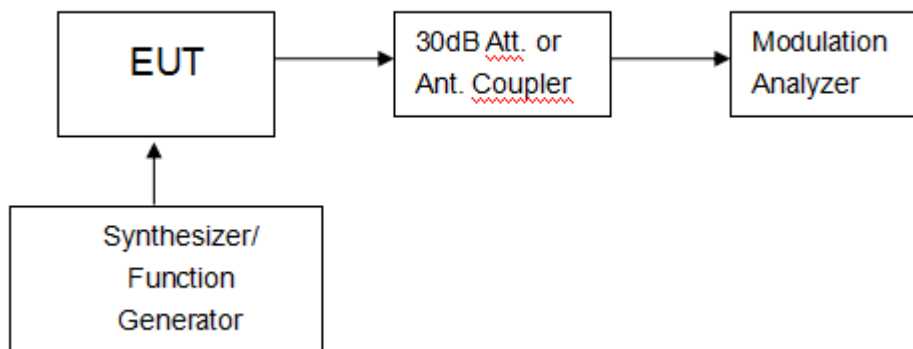 EUT
30dB Att. or
Ant. Coupler
Modulation
Analyzer
Synthesizer/
Function
Generator